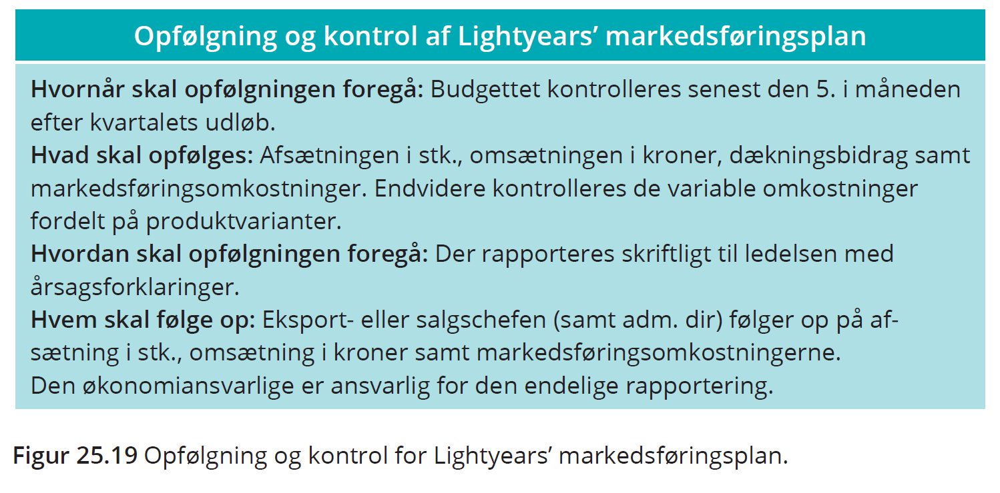 Opfølgning og kontrol af Lightyears’ markedsføringsplan
Hvornår skal opfølgningen foregå: Budgettet kontrolleres senest den 5. i måneden
efter kvartalets udløb.
Hvad skal opfølges: Afsætningen i stk., omsætningen i kroner, dækningsbidrag samt
markedsføringsomkostninger. Endvidere kontrolleres de variable omkostninger
fordelt på produktvarianter.
Hvordan skal opfølgningen foregå: Der rapporteres skriftligt til ledelsen med
årsagsforklaringer.
Hvem skal følge op: Eksport- eller salgschefen (samt adm. dir) følger op på af-
sætning i stk., omsætning i kroner samt markedsføringsomkostningerne.
Den økonomiansvarlige er ansvarlig for den endelige rapportering.
Figur 25.19 Opfølgning og kontrol for Lightyears’ markedsføringsplan.